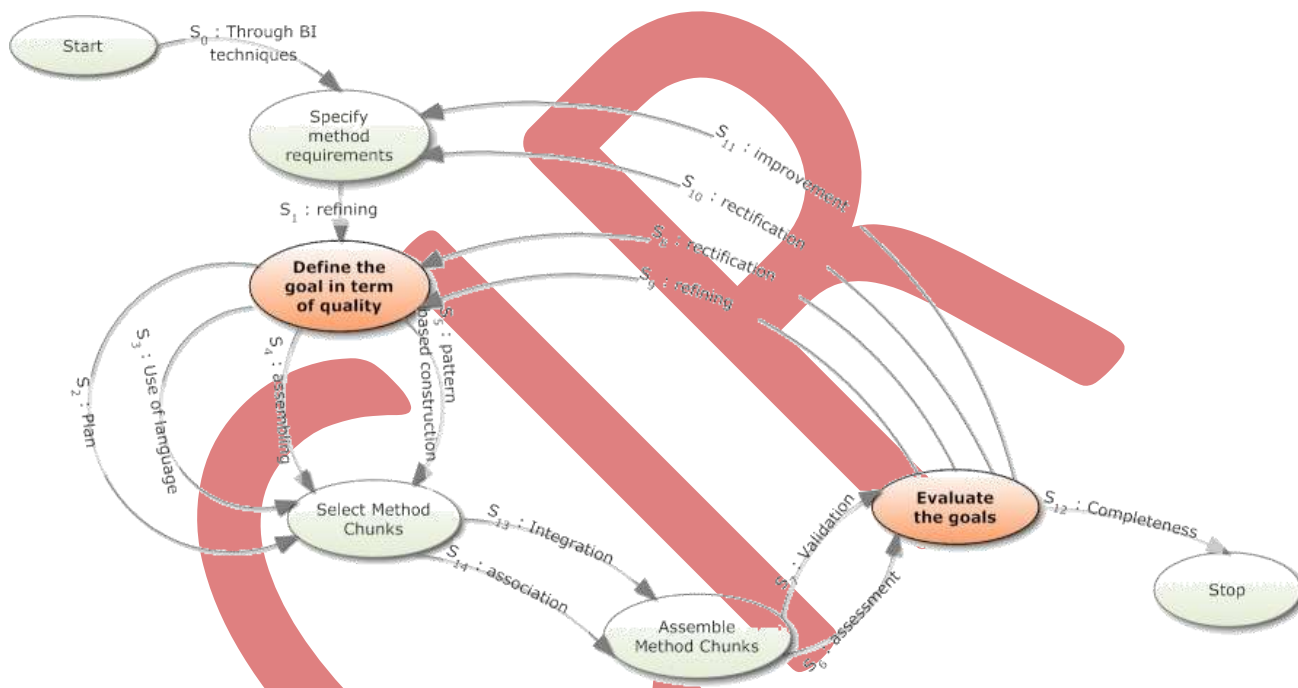 Start
S0 : Through BI
techniques
Specify
method
requirements
S11 : improvement
S10 : rectification
S1 : refining
S8 : rectification
S9 : refining
Define the
goal in term
of quality
S2 : Plan
S3 : Use of language
S4 : assembling
S5 : pattern
based construction
Select Method
Chunks
S13 : Integration
S14 : association
Assemble
Method Chunks
S7 : Validation
S6 : assessment
Evaluate
the goals
S12 : Completeness
Stop